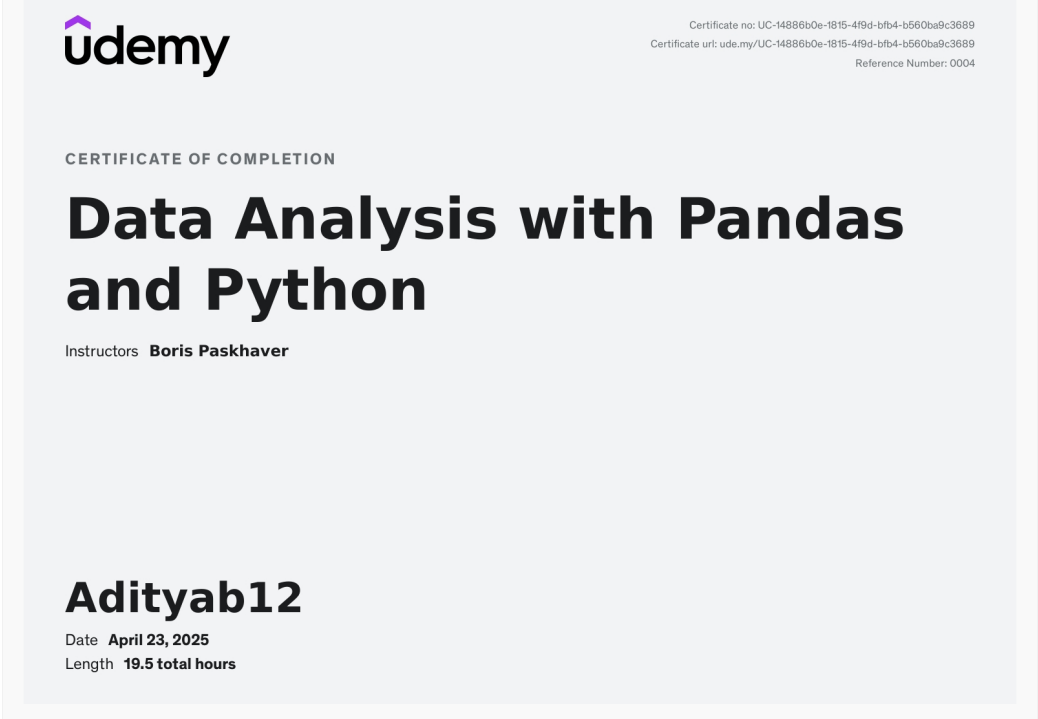 udemy
Certificate no: UC-14886b0e-1815-4f9d-bfb4-b560ba9c3689
Certificate url: ude.my/UC-14886b0e-1815-4f9d-bfb4-b560ba9c3689
Reference Number: 0004
CERTIFICATE OF COMPLETION
Data Analysis with Pandas
and Python
Instructors Boris Paskhaver
Adityab12
Date April 23, 2025
Length 19.5 total hours